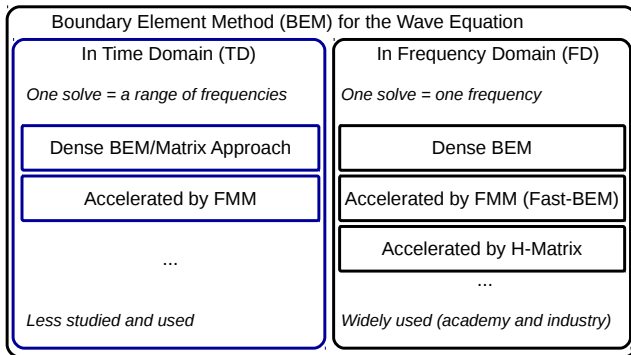 Boundary Element Method (BEM) for the Wave Equation
In Time Domain (TD)
One solve = a range of frequencies
Dense BEM/Matrix Approach
Accelerated by FMM
...
Less studied and used
In Frequency Domain (FD)
One solve = one frequency
Dense BEM
Accelerated by FMM (Fast-BEM)
Accelerated by H-Matrix
...
Widely used (academy and industry)